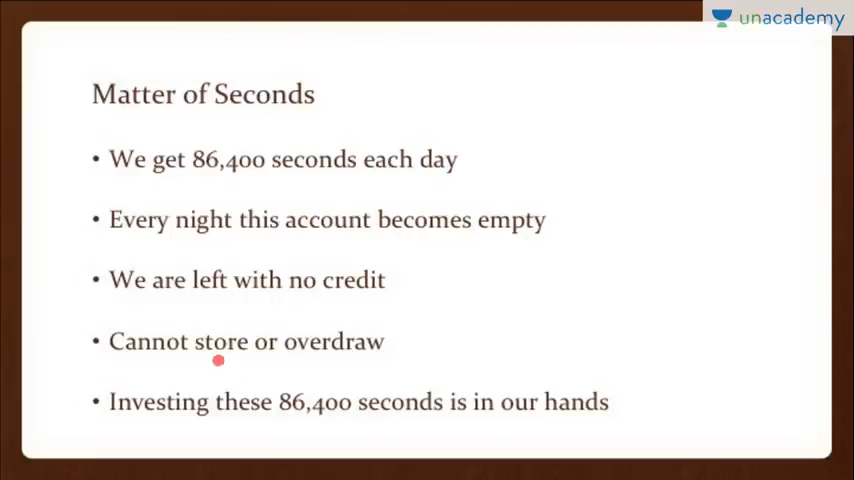 unacademy
Matter of Seconds
• We get 86,400 seconds each day
• Every night this account becomes empty
• We are left with no credit
• Cannot store or overdraw
• Investing these 86,400 seconds is in our hands